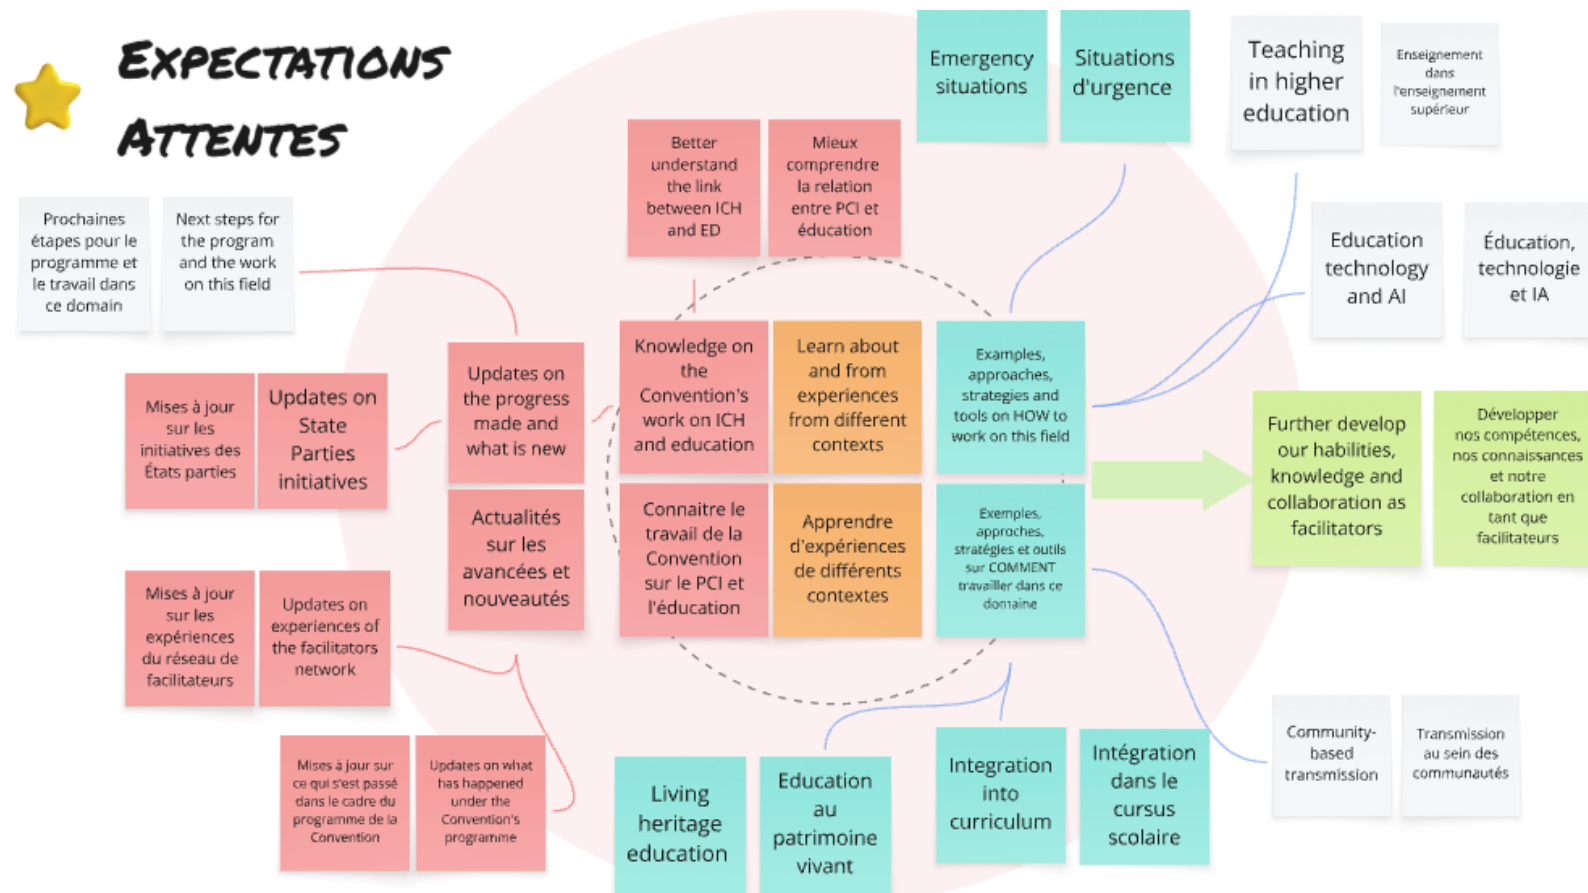 EXPECTATIONS
ATTENTES
Emergency
situations
Situations
d'urgence
Teaching
in higher
education
Enseignement
dans
l'enseignement
supérieur
Better
understand
the link
between ICH
and ED
Mieux
comprendre
la relation
entre PCI et
éducation
Prochaines
étapes pour le
programme et
le travail dans
ce domain
Next steps for
the program
and the work
on this field
Education
technology
and AI
Éducation,
technologie
et IA
Mises à jour
sur les
initiatives des
États parties
Updates on
State
Parties
initiatives
Updates on
the progress
made and
what is new
Knowledge on
the
Convention's
work on ICH
and education
Learn about
and from
experiences
from different
contexts
Examples,
approaches,
strategies and
tools on HOW to
work on this field
Further develop
our habilities,
knowledge and
collaboration as
facilitators
Développer
nos compétences,
nos connaissances
et notre
collaboration en
tant que
facilitateurs
Actualités
sur les
avancées et
nouveautés
Connaitre le
travail de la
Convention
sur le PCI et
l'éducation
Apprendre
d'expériences
de différents
contextes
Exemples,
approches,
stratégies et outils
sur COMMENT
travailler dans ce
domaine
Mises à jour
sur les
expériences
du réseau de
facilitateurs
Updates on
experiences of
the facilitators
network
Mises à jour sur
ce qui s'est passé
dans le cadre du
programme de la
Convention
Updates on what
has happened
under the
Convention's
programme
Living
heritage
education
Education
au
patrimoine
vivant
Integration
into
curriculum
Intégration
dans le
cursus
scolaire
Community-
based
transmission
Transmission
au sein des
communautés